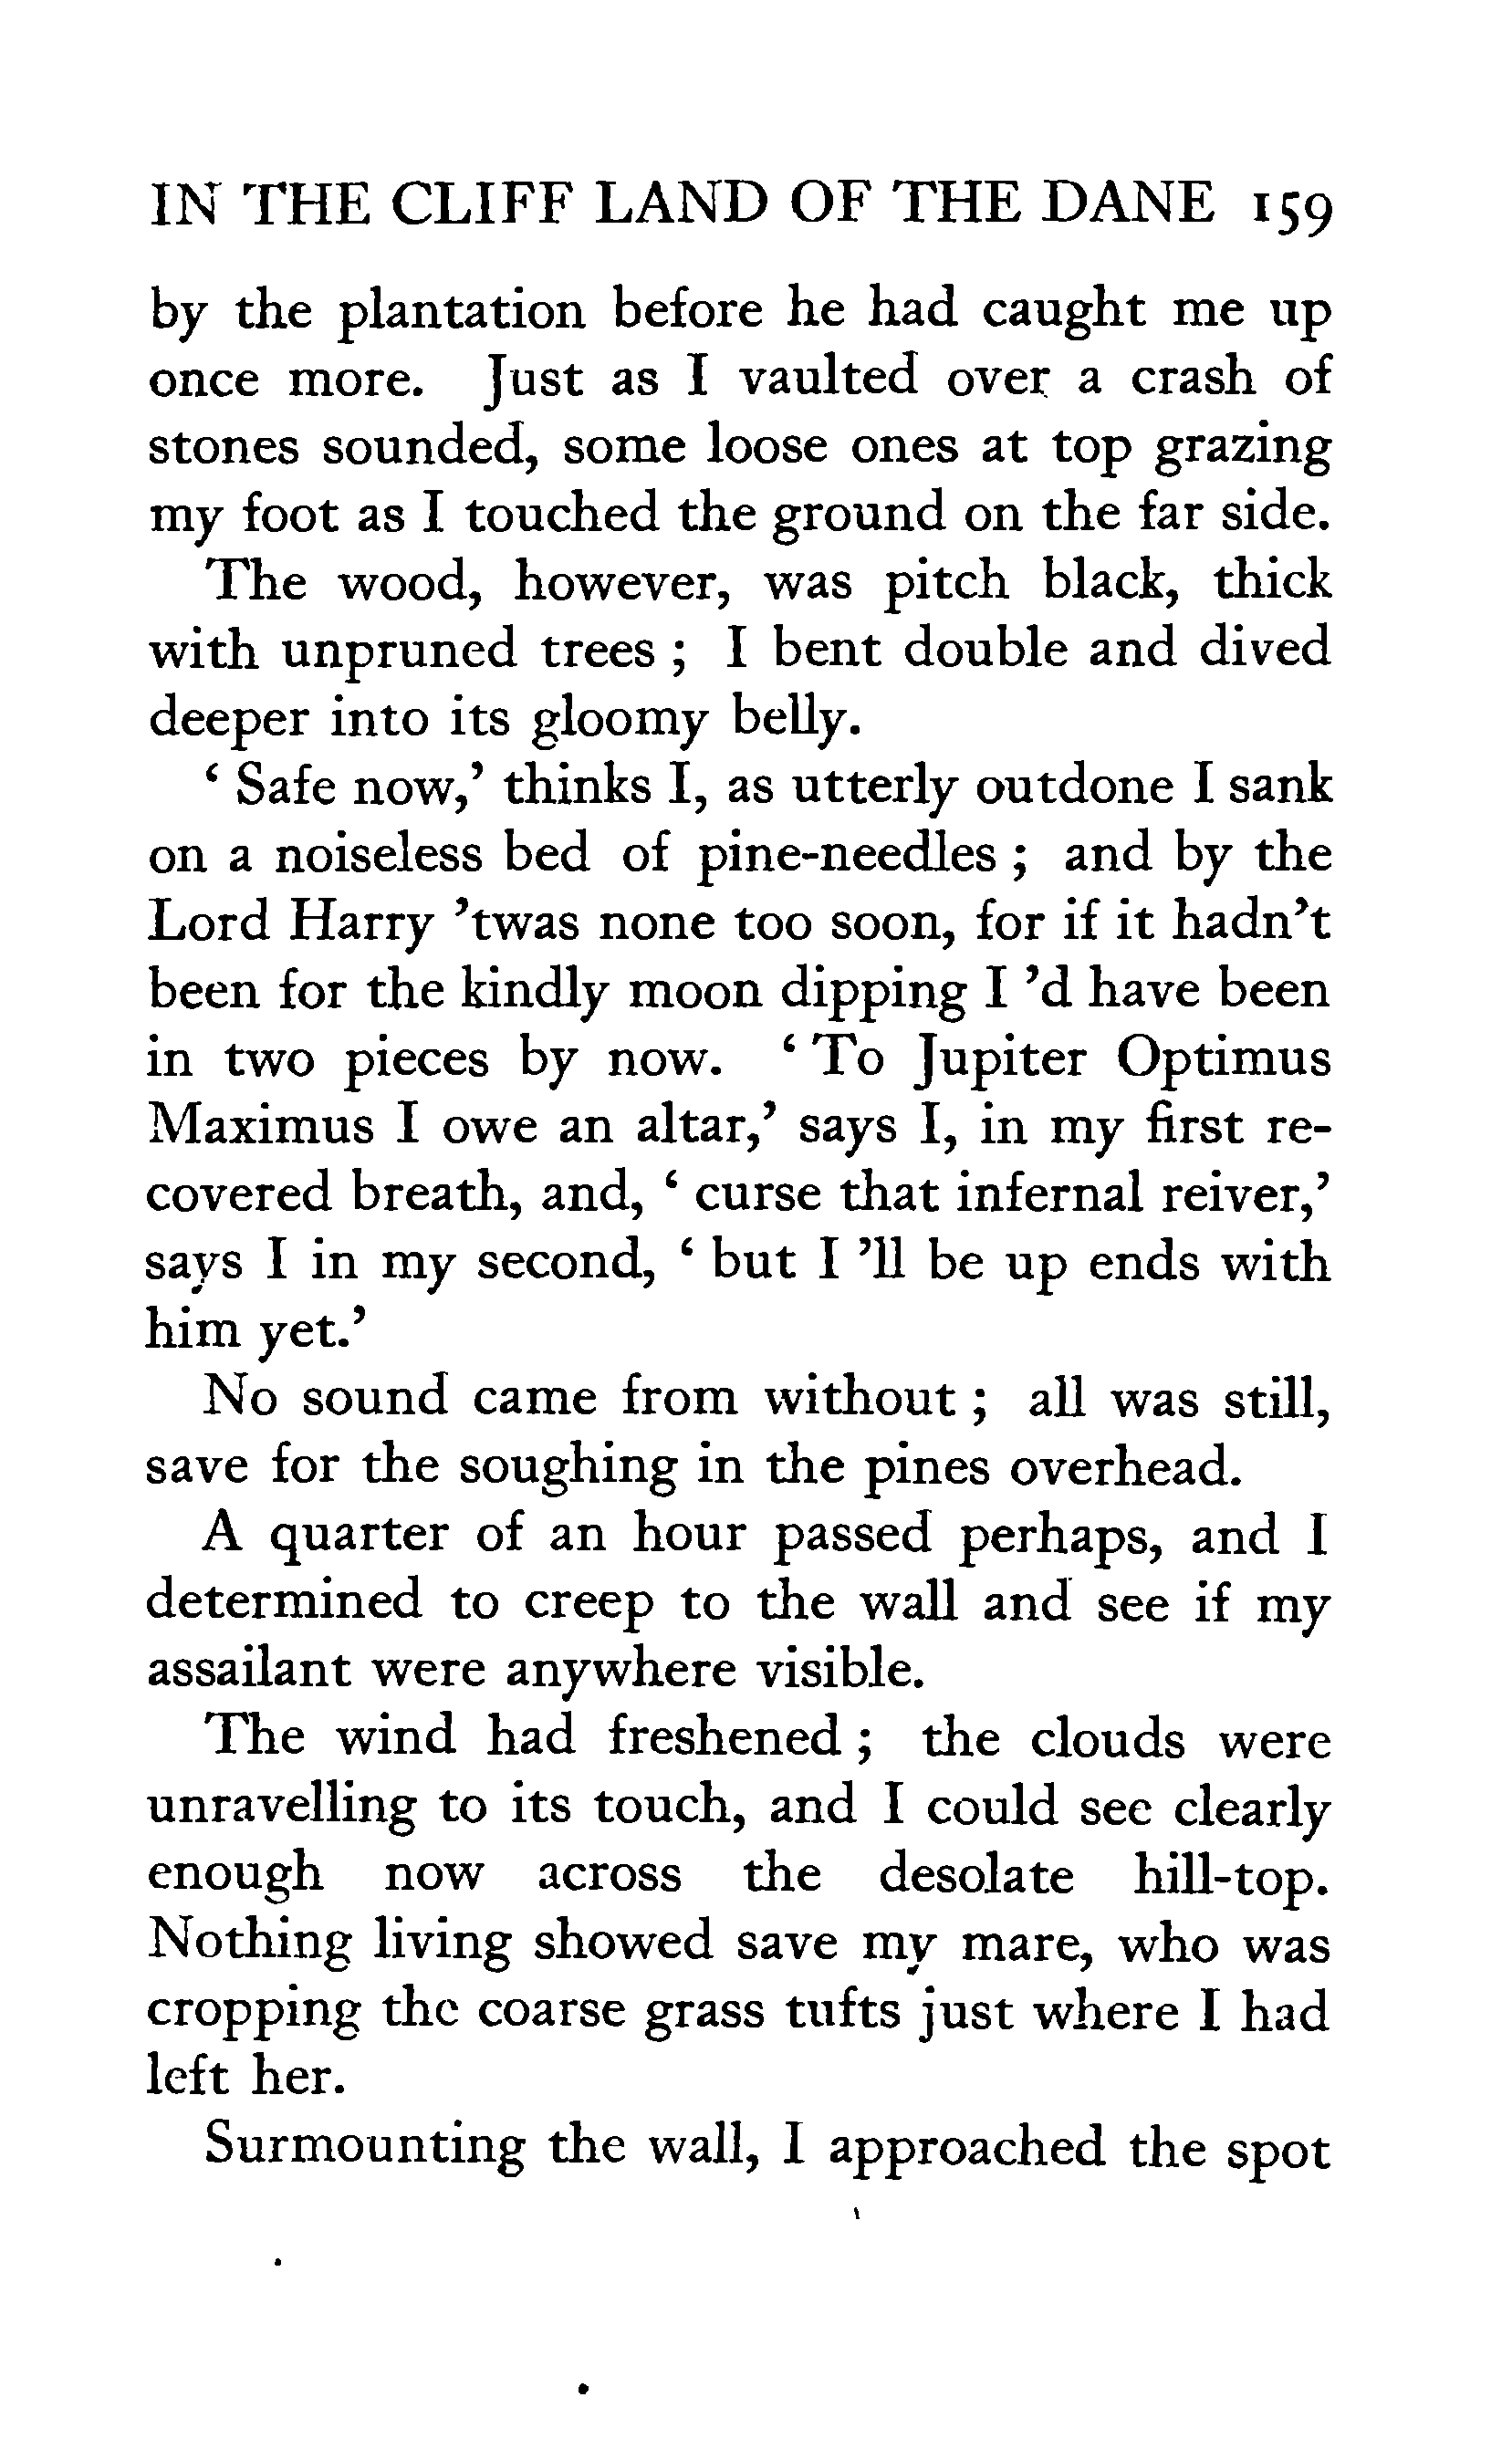 IN THE CLIFF LAND OF THE DANE 159
by the plantation before he had caught me up
once more. Just as I vaulted over a crash of
stones sounded, some loose ones at top grazing
my foot as I touched the ground on the far side.
The wood, however, was pitch black, thick
with unpruned trees ; I bent double and dived
deeper into its gloomy belly.
‘ Safe now,’ thinks I, as utterly outdone I sank
on a noiseless bed of pine-needles ; and by the
Lord Harry ’twas none too soon, for if it hadn’t
been for the kindly moon dipping I ’d have been
in two pieces by now. ‘ To Jupiter Optimus
Maximus I owe an altar,’ says I, in my first re-
covered breath, and, ‘ curse that infernal reiver,’
says I in my second, ‘ but I ’ll be up ends with
him yet.’
No sound came from without ; all was still,
save for the soughing in the pines overhead.
A quarter of an hour passed perhaps, and I
determined to creep to the wall and see if my
assailant were anywhere visible.
The wind had freshened ; the clouds were
unravelling to its touch, and I could see clearly
enough now across the desolate hill-top.
Nothing living showed save my mare, who was
cropping the coarse grass tufts just where I had
left her.
Surmounting the wall, I approached the spot